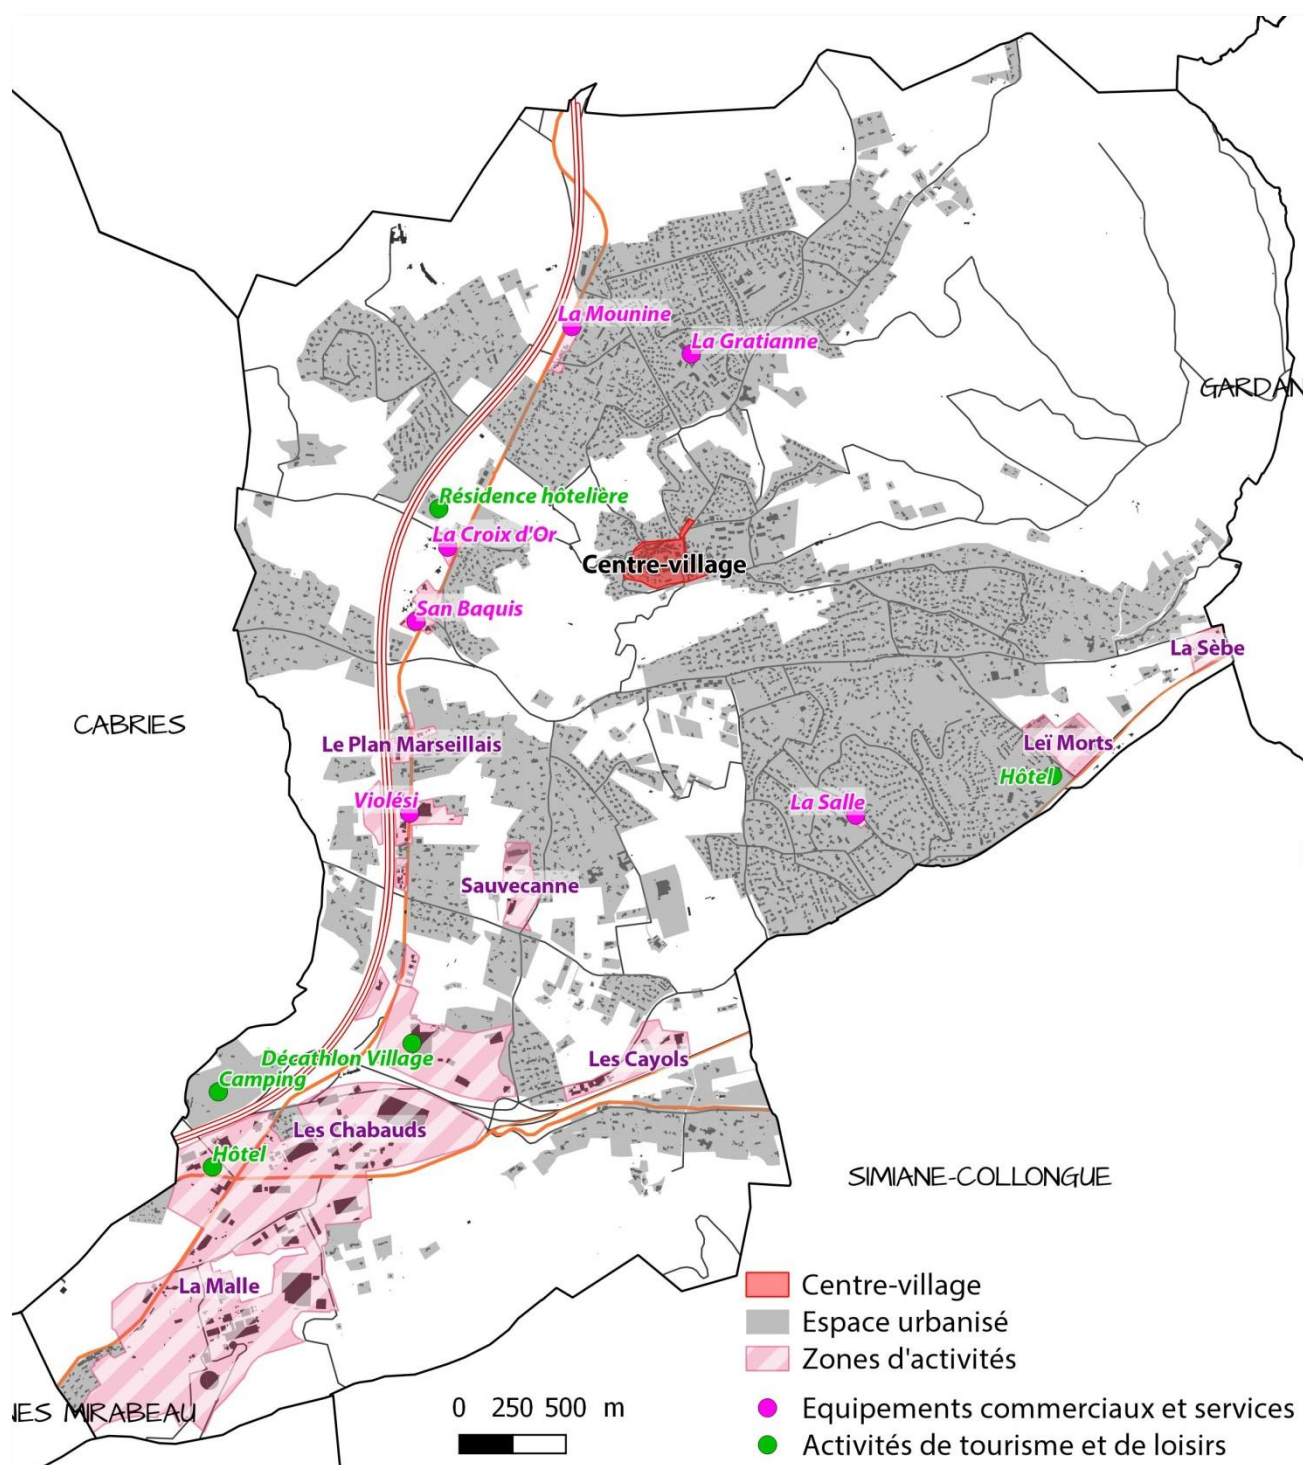 La Mounine
La Gratianne
GARDAN
Résidence hôtelière
La Croix d'Or
Centre-village
San Baquis
La Sèbe
CABRIES
Le Plan Marseillais
Leï Morts
Hôtel
Violési
La Salle
Sauvecanne
Décathlon Village
Les Cayols
Camping
Les Chabauds
Hôtel
SIMIANE-COLLONGUE
La Malle
Centre-village
Espace urbanisé
Zones d'activités
NES MIRABEAU
0 250 500 m
Equipements commerciaux et services
Activités de tourisme et de loisirs